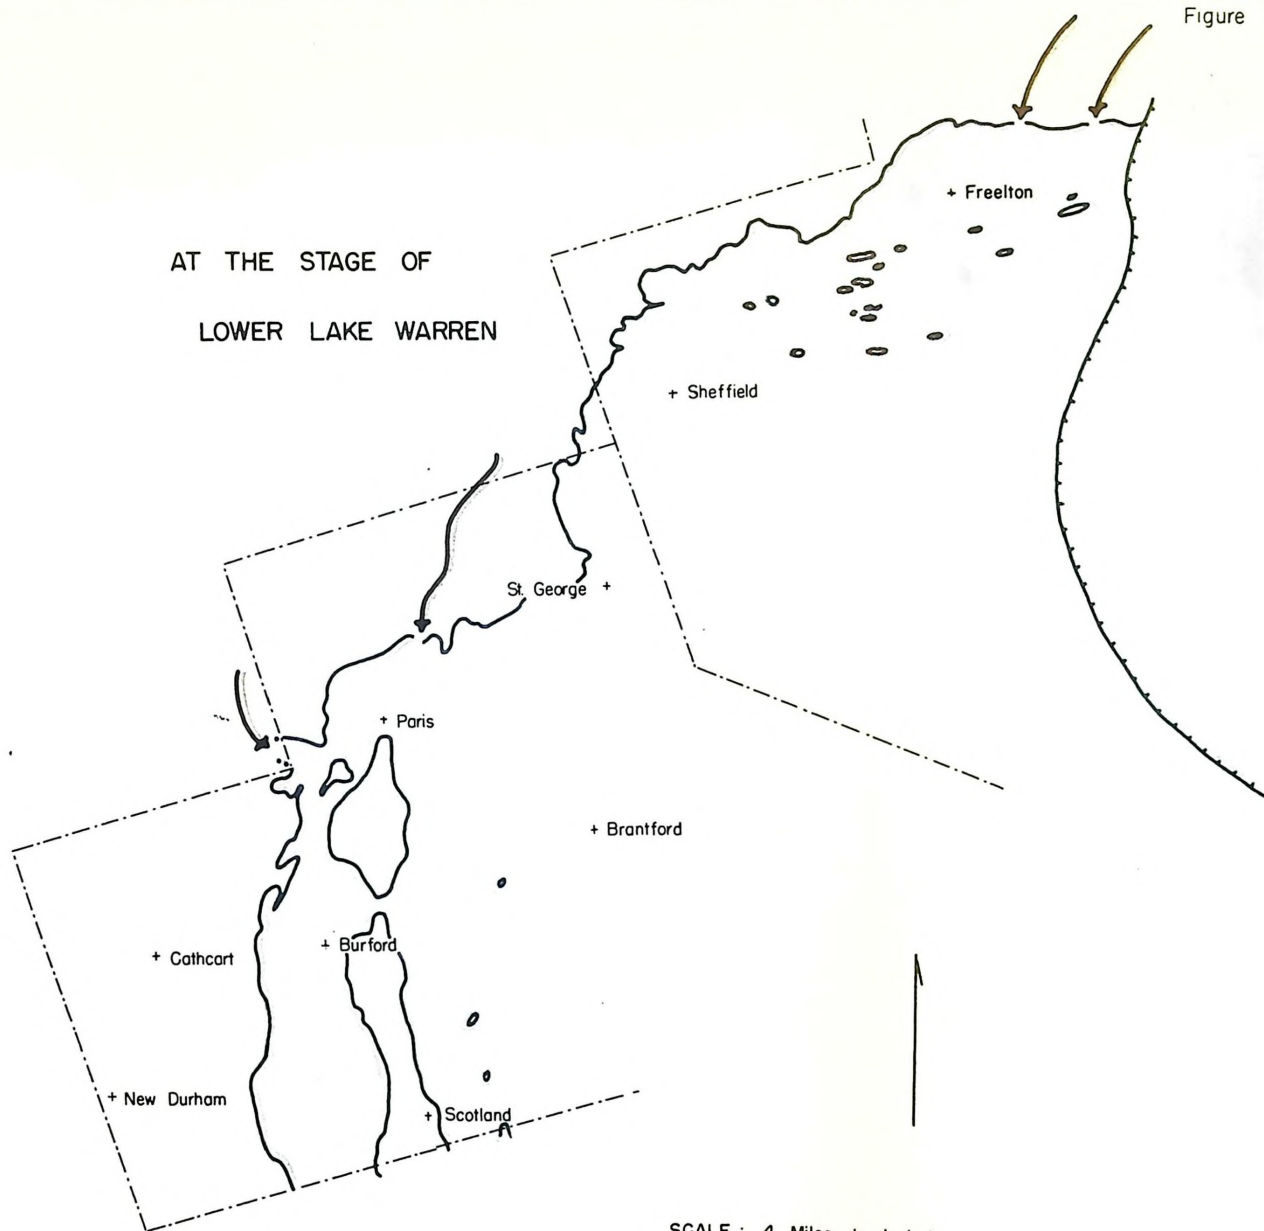 Figure
AT THE STAGE OF
LOWER LAKE WARREN
+ Freelton
+ Sheffield
St. George +
+ Paris
+ Brantford
+ Burford
+ Cathcart
+ New Durham
+ Scotland
SCALE : 4 Miles